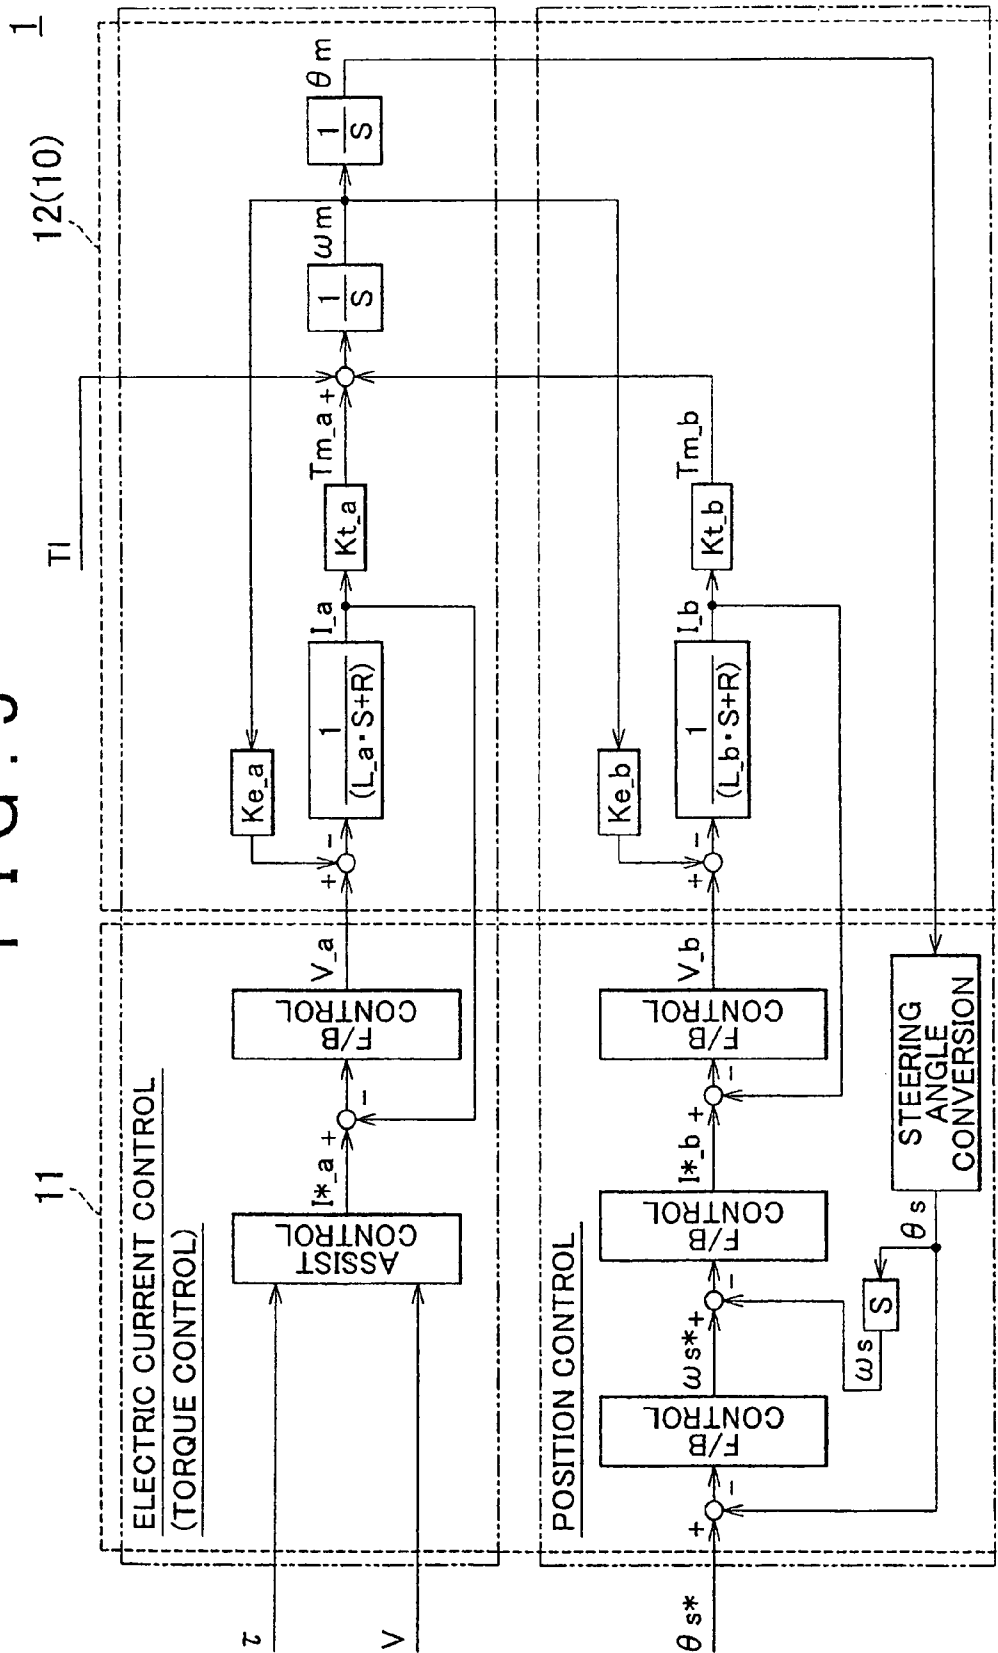 1
12(10)
11
Tl
ELECTRIC CURRENT CONTROL
(TORQUE CONTROL)
τ
V
ASSIST
CONTROL
I*_a
+
-
F/B
CONTROL
V_a
+
-
Ke_a
1
(L_a·S+R)
I_a
Kt_a
Tm_a
+
1
S
ωm
1
S
θm
POSITION CONTROL
θs*
+
-
F/B
CONTROL
ωs*
+
-
F/B
CONTROL
I*_b
+
-
F/B
CONTROL
V_b
+
-
Ke_b
1
(L_b·S+R)
I_b
Kt_b
Tm_b
ωs
S
θs
STEERING
ANGLE
CONVERSION